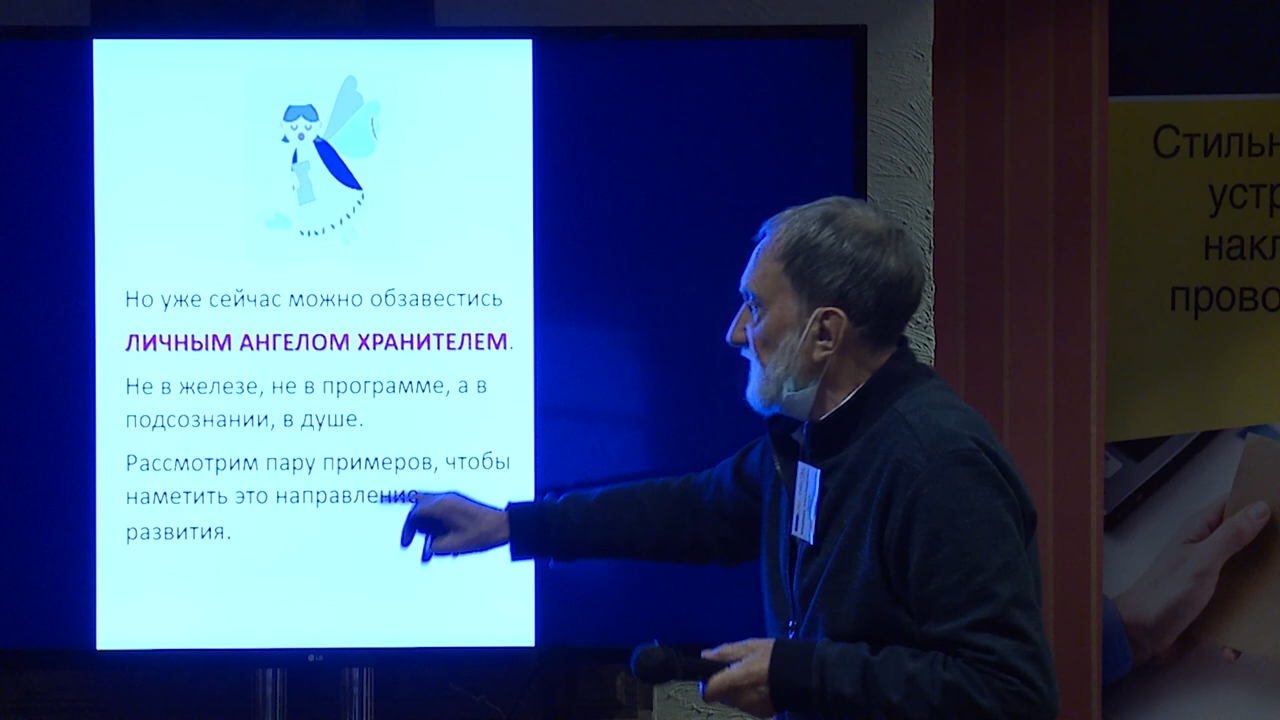 Но уже сейчас можно обзавестись
ЛИЧНЫМ АНГЕЛОМ ХРАНИТЕЛЕМ.
Не в железе, не в программе, а в
подсознании, в душе.
Рассмотрим пару примеров, чтобы
наметить это направление
развития.
LG
Стильн
устр
накл
прово